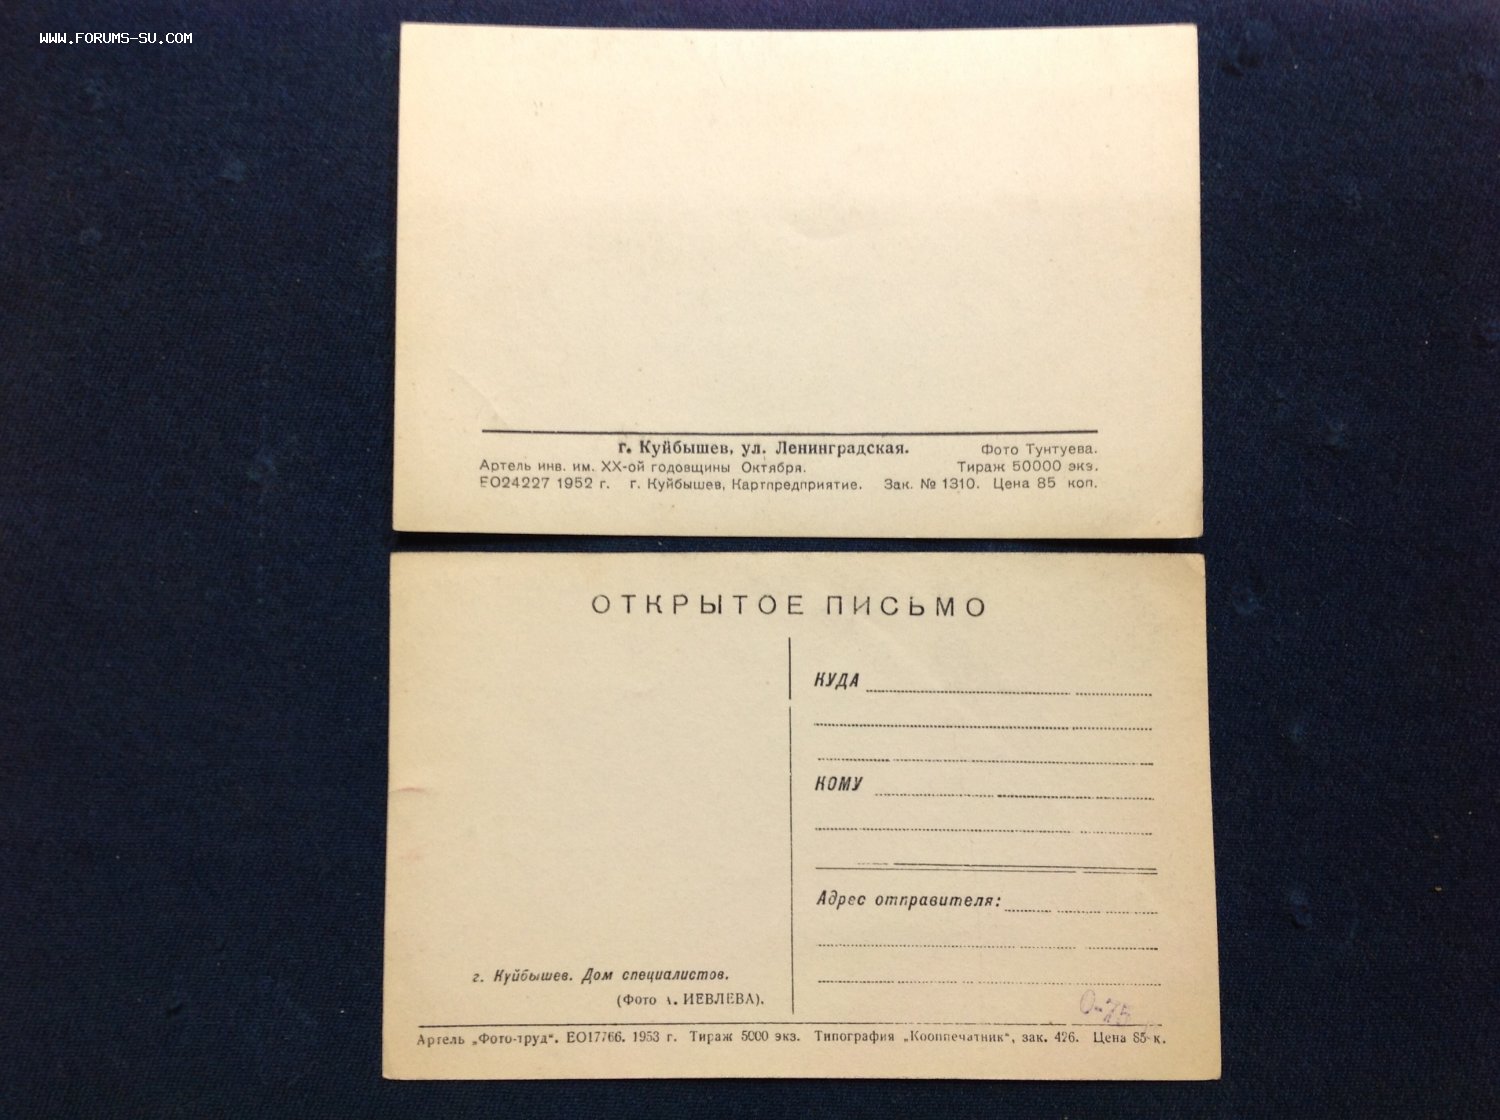 WWW.FORUMS-SU.COM
г. Куйбышев, ул. Ленинградская. Фото Тунтуева.
Артель инв. им. XX-ой годовщины Октября. Тираж 50000 экз.
ЕО24227 1952 г. г. Куйбышев, Картпредприятие. Зак. № 1310. Цена 85 коп.
ОТКРЫТОЕ ПИСЬМО
КУДА
КОМУ
Адрес отправителя:
г. Куйбышев. Дом специалистов.
(Фото А. ИЕВЛЕВА).
0-75
Артель „Фото-труд“. ЕО17766. 1953 г. Тираж 5000 экз. Типография „Кооппечатник“, зак. 426. Цена 85 к.